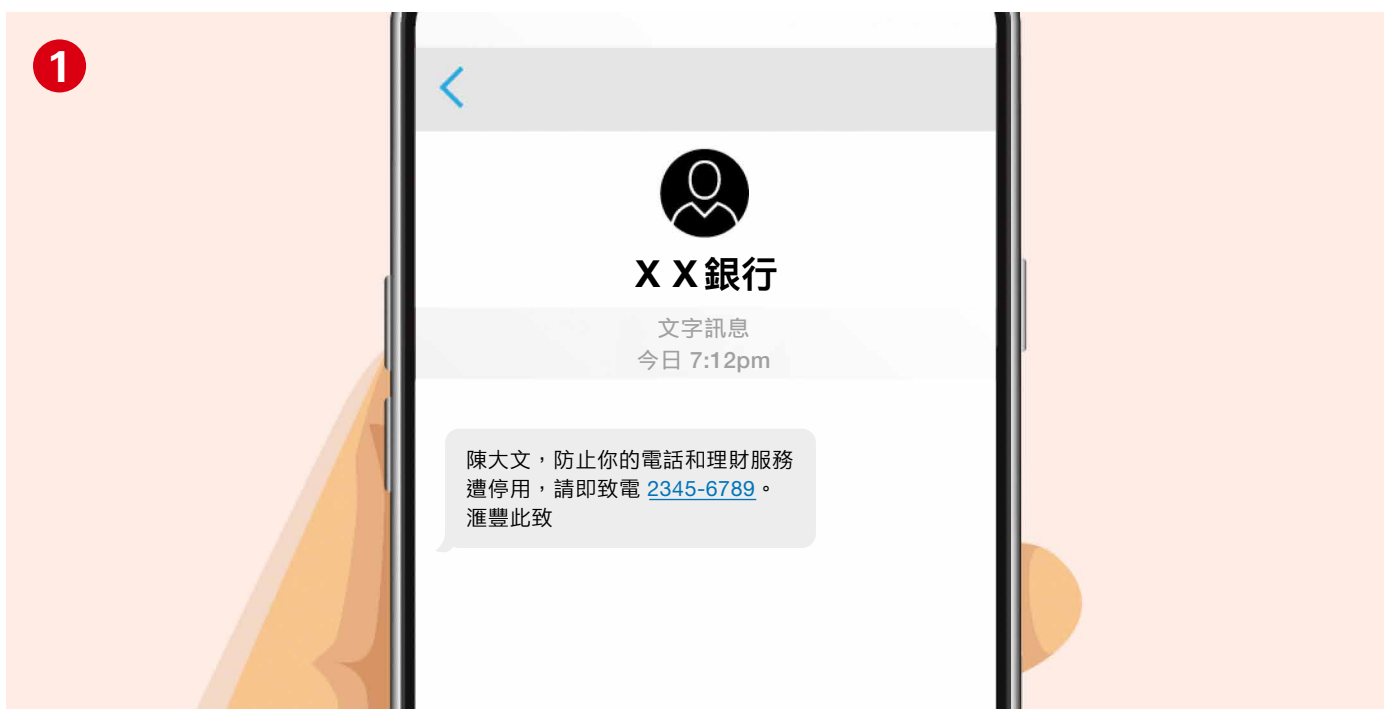 1
X X銀行
文字訊息
今日 7:12pm
陳大文，防止你的電話和理財服務
遭停用，請即致電 2345-6789。
滙豐此致